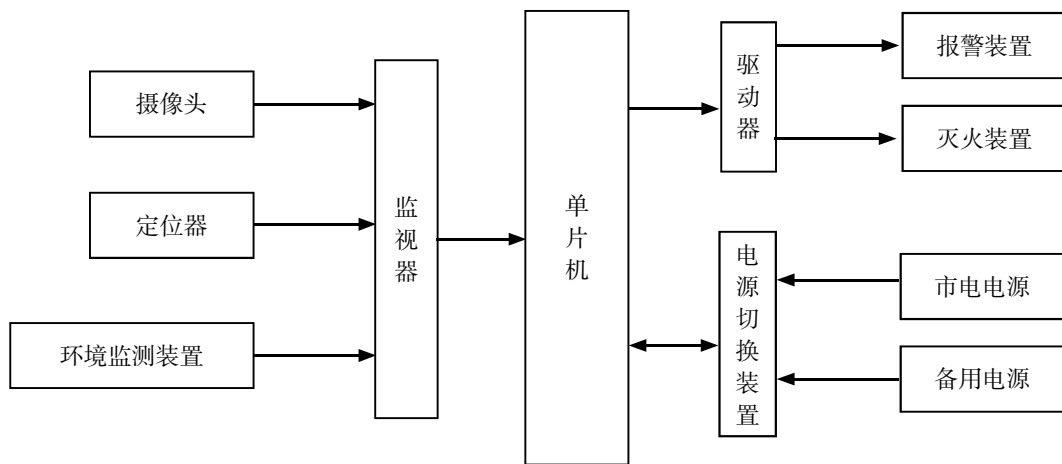 摄像头
定位器
环境监测装置
监视器
单片机
驱动器
报警装置
灭火装置
电源切换装置
市电电源
备用电源